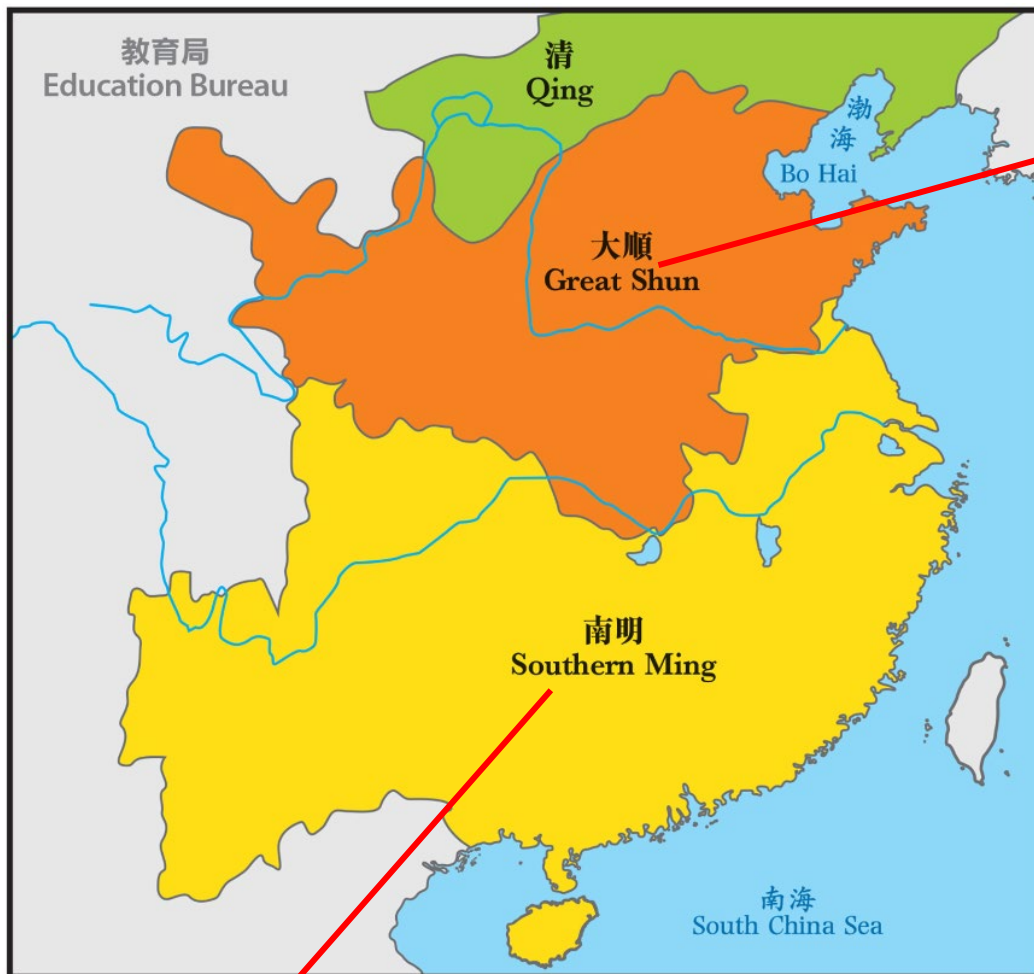 教育局
Education Bureau
清
Qing
渤
海
Bo Hai
大順
Great Shun
南明
Southern Ming
南海
South China Sea